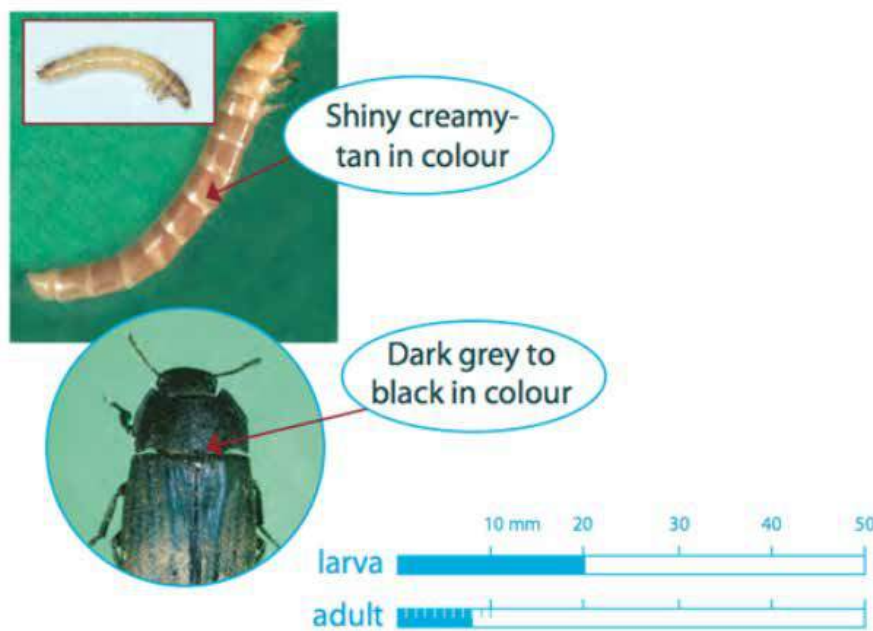 Shiny creamy-
tan in colour
Dark grey to
black in colour
10 mm 20 30 40 50
larva
adult